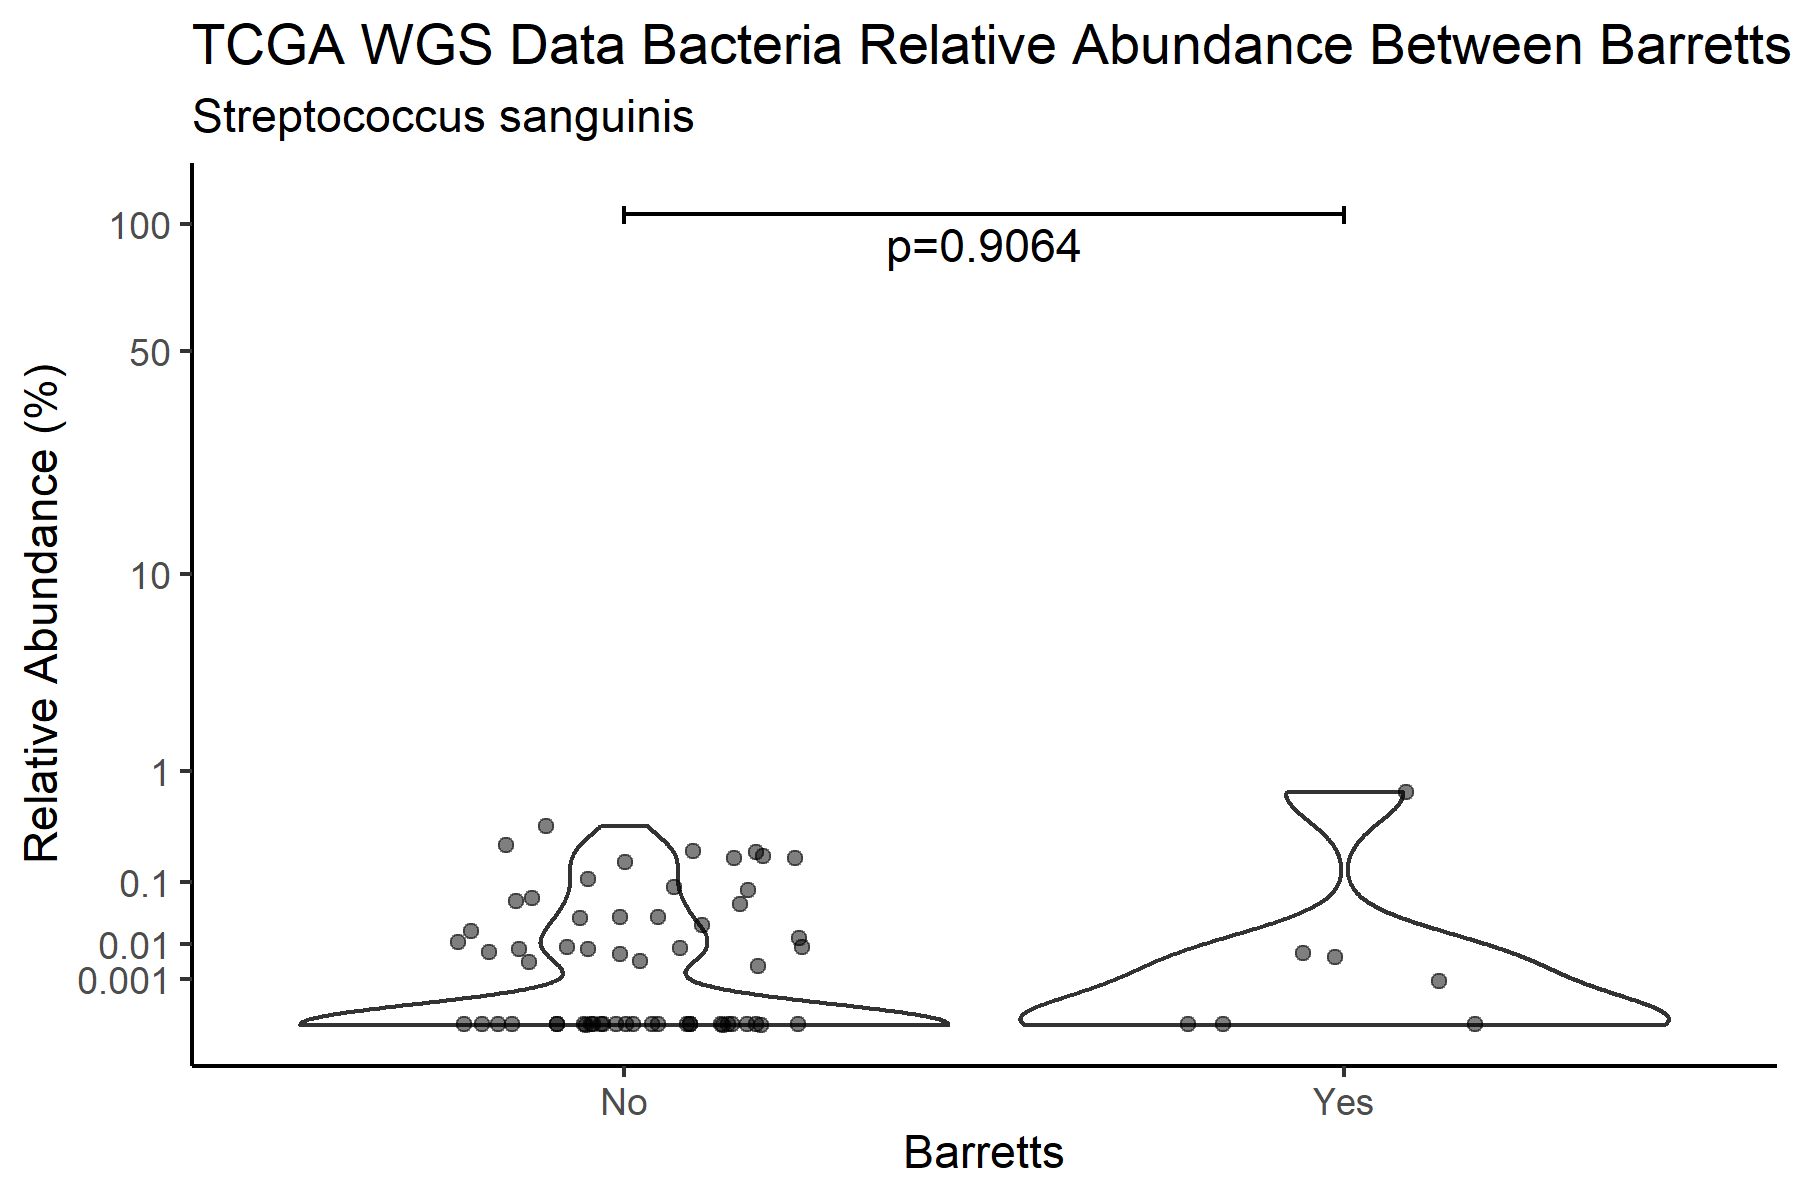 TCGA WGS Data Bacteria Relative Abundance Between Barretts
Streptococcus sanguinis
100
p=0.9064
50
10
1
0.1
0.01
0.001
Relative Abundance (%)
No
Yes
Barretts